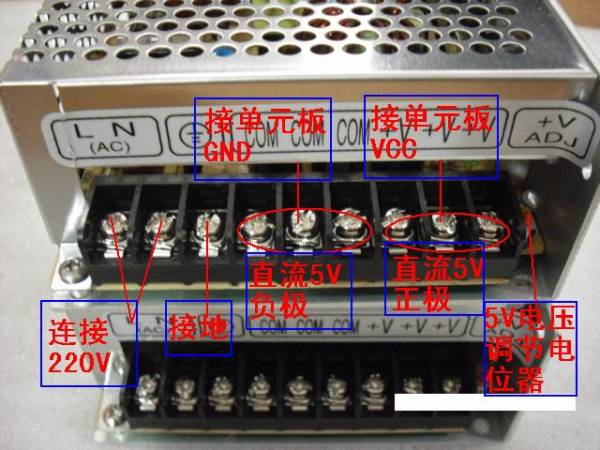 接单元板
GND
接单元板
VCC
L N
(AC)
COM COM COM +V +V +V
+V
ADJ
直流5V
负极
直流5V
正极
连接
220V
接地
5V电压
调节电
位器
N
(AC)
COM COM COM +V +V +V